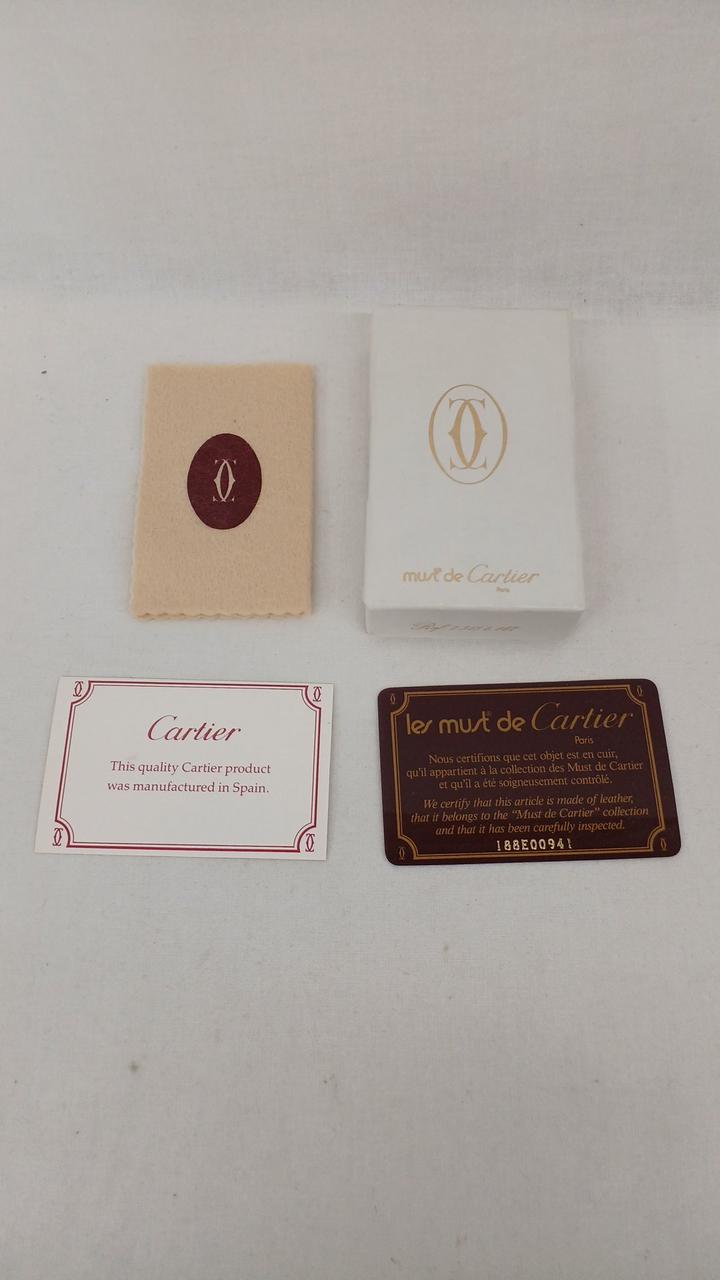 must de Cartier
Paris
Cartier
This quality Cartier product
was manufactured in Spain.
les must de Cartier
Paris
Nous certifions que cet objet est en cuir,
qu'il appartient à la collection des Must de Cartier
et qu'il a été soigneusement contrôlé.
We certify that this article is made of leather,
that it belongs to the "Must de Cartier" collection
and that it has been carefully inspected.
188E00941